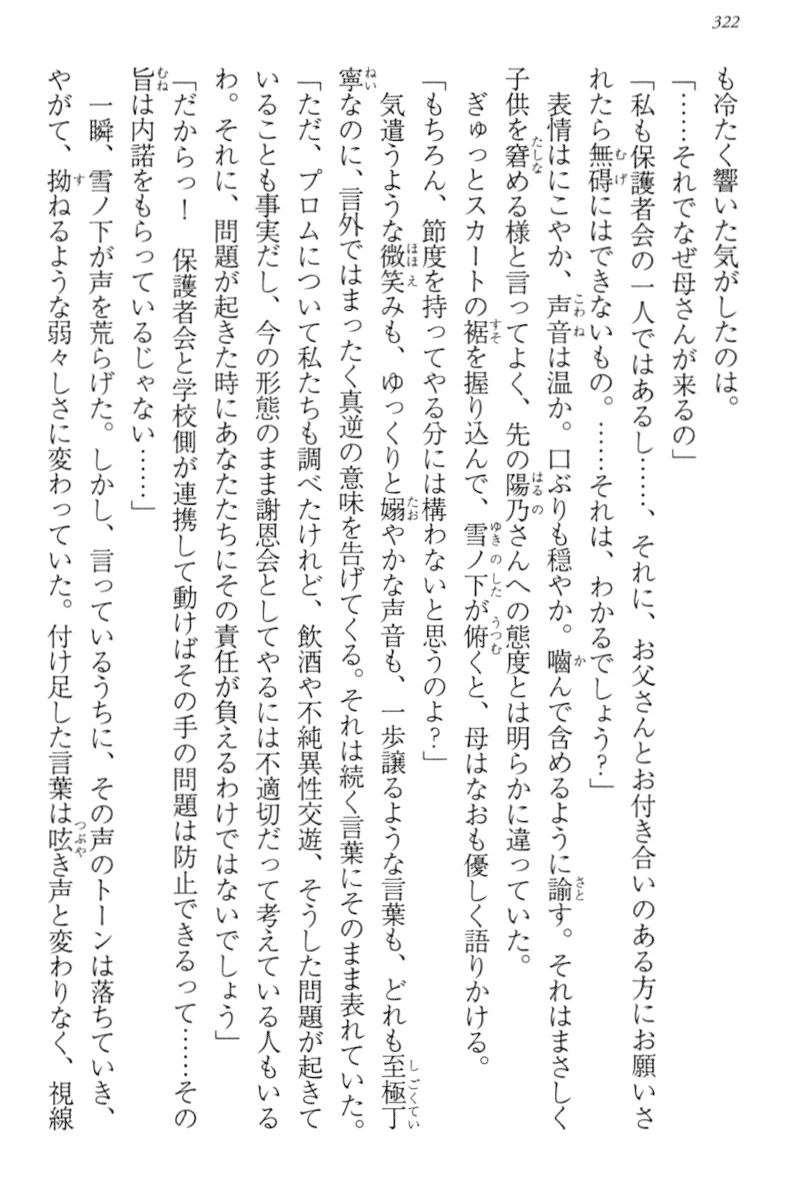 322
も冷たく響いた気がしたのは。
「……それでなぜ母さんが来るの」
「私も保護者会の一人ではあるし……、それに、お父さんとお付き合いのある方にお願いさ
れたら無碍にはできないもの。……それは、わかるでしょう？」
表情はにこやか、声音は温か。口ぶりも穏やか。嚙んで含めるように諭す。それはまさしく
子供を窘める様と言ってよく、先の陽乃さんへの態度とは明らかに違っていた。
ぎゅっとスカートの裾を握り込んで、雪ノ下が俯くと、母はなおも優しく語りかける。
「もちろん、節度を持ってやる分には構わないと思うのよ？」
気遣うような微笑みも、ゆっくりと嫋やかな声音も、一歩譲るような言葉も、どれも至極丁
寧なのに、言外ではまったく真逆の意味を告げてくる。それは続く言葉にそのまま表れていた。
「ただ、プロムについて私たちも調べたけれど、飲酒や不純異性交遊、そうした問題が起きて
いることも事実だし、今の形態のまま謝恩会としてやるには不適切だって考えている人もいる
わ。それに、問題が起きた時にあなたたちにその責任が負えるわけではないでしょう」
「だからっ！　保護者会と学校側が連携して動けばその手の問題は防止できるって……その
旨は内諾をもらっているじゃない……」
一瞬、雪ノ下が声を荒らげた。しかし、言っているうちに、その声のトーンは落ちていき、
やがて、拗ねるような弱々しさに変わっていた。付け足した言葉は呟き声と変わりなく、視線